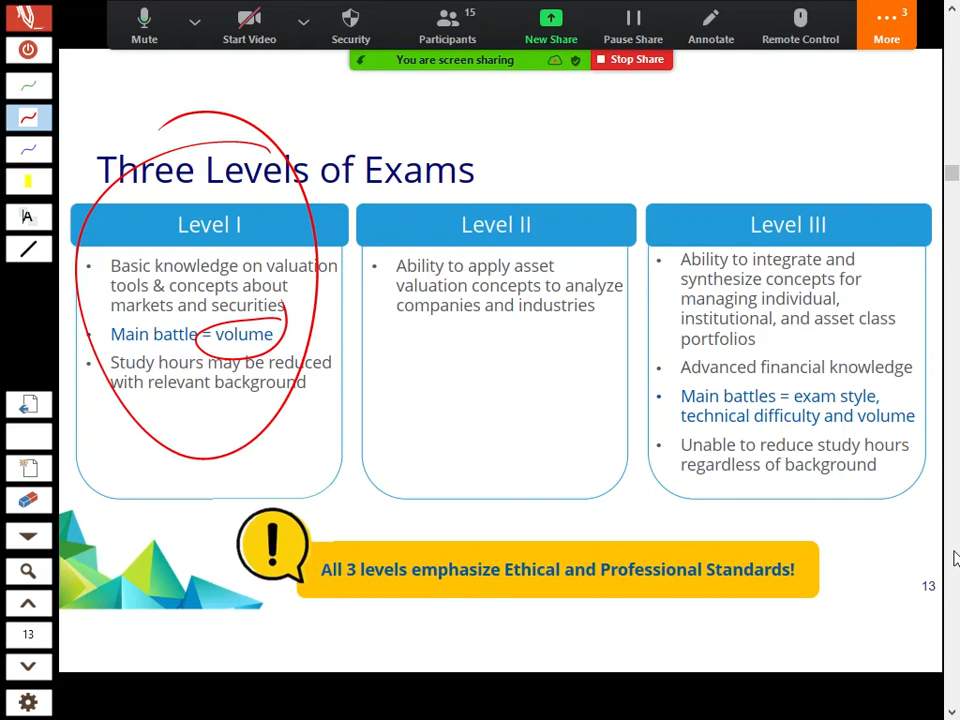 Mute
Start Video
Security
15
Participants
New Share
Pause Share
Annotate
Remote Control
3
More
You are screen sharing
Stop Share
Three Levels of Exams
Level I
Basic knowledge on valuation
tools & concepts about
markets and securities
Main battle = volume
Study hours may be reduced
with relevant background
Level II
Ability to apply asset
valuation concepts to analyze
companies and industries
Level III
Ability to integrate and
synthesize concepts for
managing individual,
institutional, and asset class
portfolios
Advanced financial knowledge
Main battles = exam style,
technical difficulty and volume
Unable to reduce study hours
regardless of background
!
All 3 levels emphasize Ethical and Professional Standards!
13
A
13